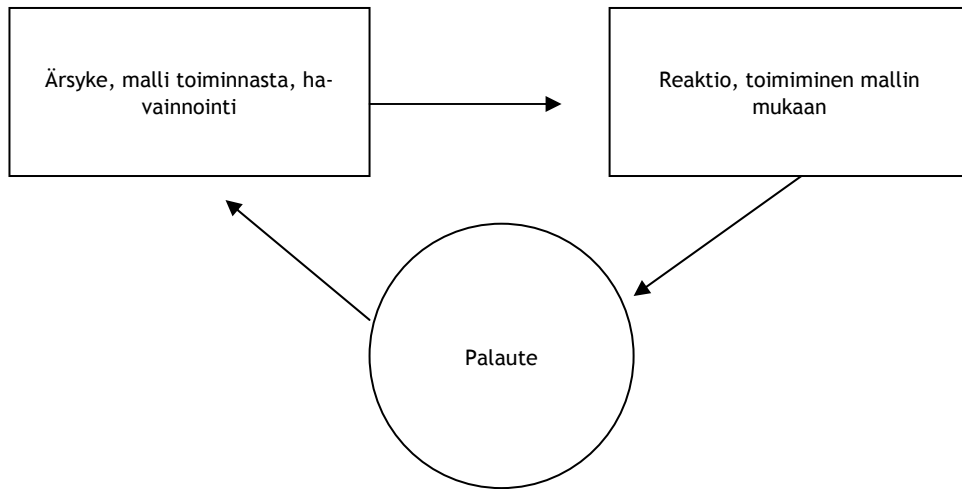 Ärsyke, malli toiminnasta, ha-
vainnointi
Reaktio, toimiminen mallin
mukaan
Palaute